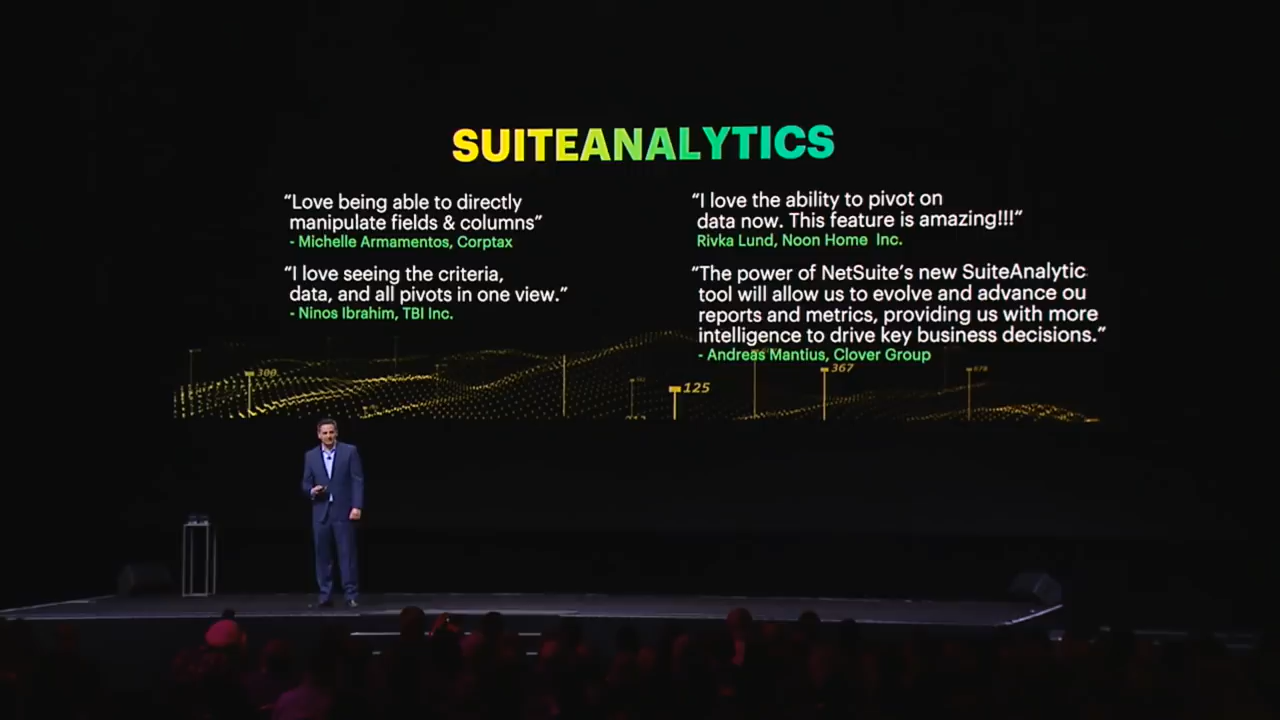 SUITEANALYTICS
“Love being able to directly
manipulate fields & columns”
- Michelle Armamentos, Corptax
“I love seeing the criteria,
data, and all pivots in one view.”
- Ninos Ibrahim, TBI Inc.
“I love the ability to pivot on
data now. This feature is amazing!!!”
Rivka Lund, Noon Home Inc.
“The power of NetSuite’s new SuiteAnalytic
tool will allow us to evolve and advance ou
reports and metrics, providing us with more
intelligence to drive key business decisions.”
- Andreas Mantius, Clover Group
300
125
367